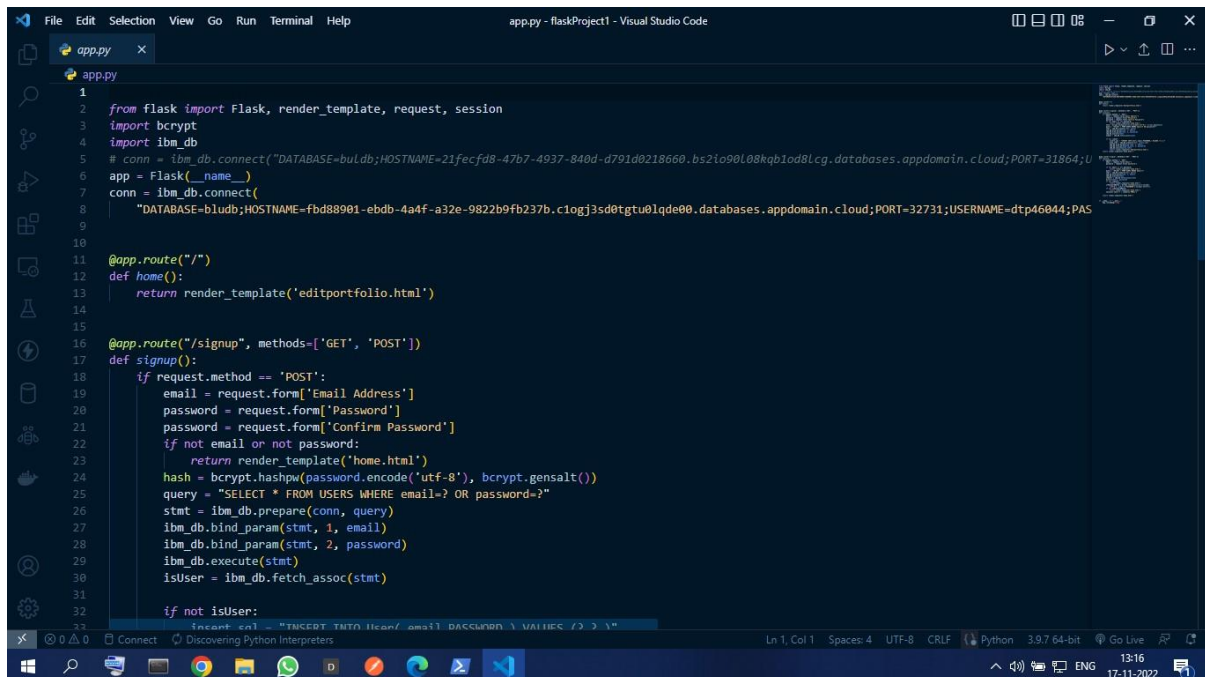 File Edit Selection View Go Run Terminal Help app.py - flaskProject1 - Visual Studio Code
app.py
app.py
1
2 from flask import Flask, render_template, request, session
3 import bcrypt
4 import ibm_db
5 # conn = ibm_db.connect("DATABASE=buldb;HOSTNAME=21fecfd8-47b7-4937-840d-d791d0218660.bs2io90l08kqb1od8lcg.databases.appdomain.cloud;PORT=31864;U
6 app = Flask(__name__)
7 conn = ibm_db.connect(
8 "DATABASE=bludb;HOSTNAME=fbd88901-ebdb-4a4f-a32e-9822b9fb237b.c1ogj3sd0tgtu0lqde00.databases.appdomain.cloud;PORT=32731;USERNAME=dtp46044;PAS
9
10
11 @app.route("/")
12 def home():
13 return render_template('editportfolio.html')
14
15
16 @app.route("/signup", methods=['GET', 'POST'])
17 def signup():
18 if request.method == 'POST':
19 email = request.form['Email Address']
20 password = request.form['Password']
21 password = request.form['Confirm Password']
22 if not email or not password:
23 return render_template('home.html')
24 hash = bcrypt.hashpw(password.encode('utf-8'), bcrypt.gensalt())
25 query = "SELECT * FROM USERS WHERE email=? OR password=?"
26 stmt = ibm_db.prepare(conn, query)
27 ibm_db.bind_param(stmt, 1, email)
28 ibm_db.bind_param(stmt, 2, password)
29 ibm_db.execute(stmt)
30 isUser = ibm_db.fetch_assoc(stmt)
31
32 if not isUser:
33 insert_sql = "INSERT INTO User( email,PASSWORD ) VALUES (?,?,)"
0 0 Connect Discovering Python Interpreters Ln 1, Col 1 Spaces: 4 UTF-8 CRLF Python 3.9.7 64-bit Go Live
ENG 13:16
17-11-2022